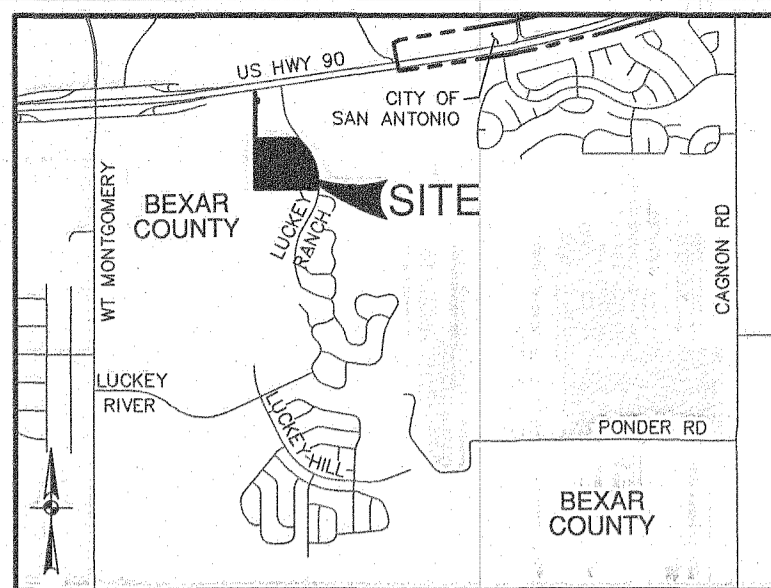 US HWY 90
CITY OF
SAN ANTONIO
BEXAR
COUNTY
SITE
LUCKEY
RANCH
WT MONTGOMERY
CAGNON RD
LUCKEY
RIVER
LUCKEY HILL
PONDER RD
BEXAR
COUNTY